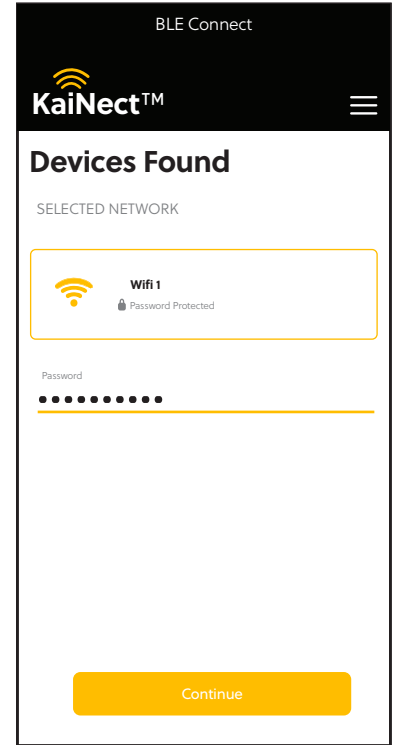 BLE Connect
KaiNect™
Devices Found
SELECTED NETWORK
Wifi 1
Password Protected
Password
••••••••••
Continue